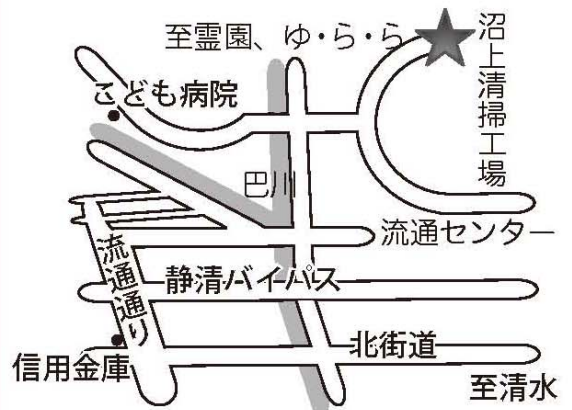 至霊園、ゆ・ら・ら
沼上清掃工場
こども病院
巴川
流通センター
流通通り
静清バイパス
北街道
信用金庫
至清水